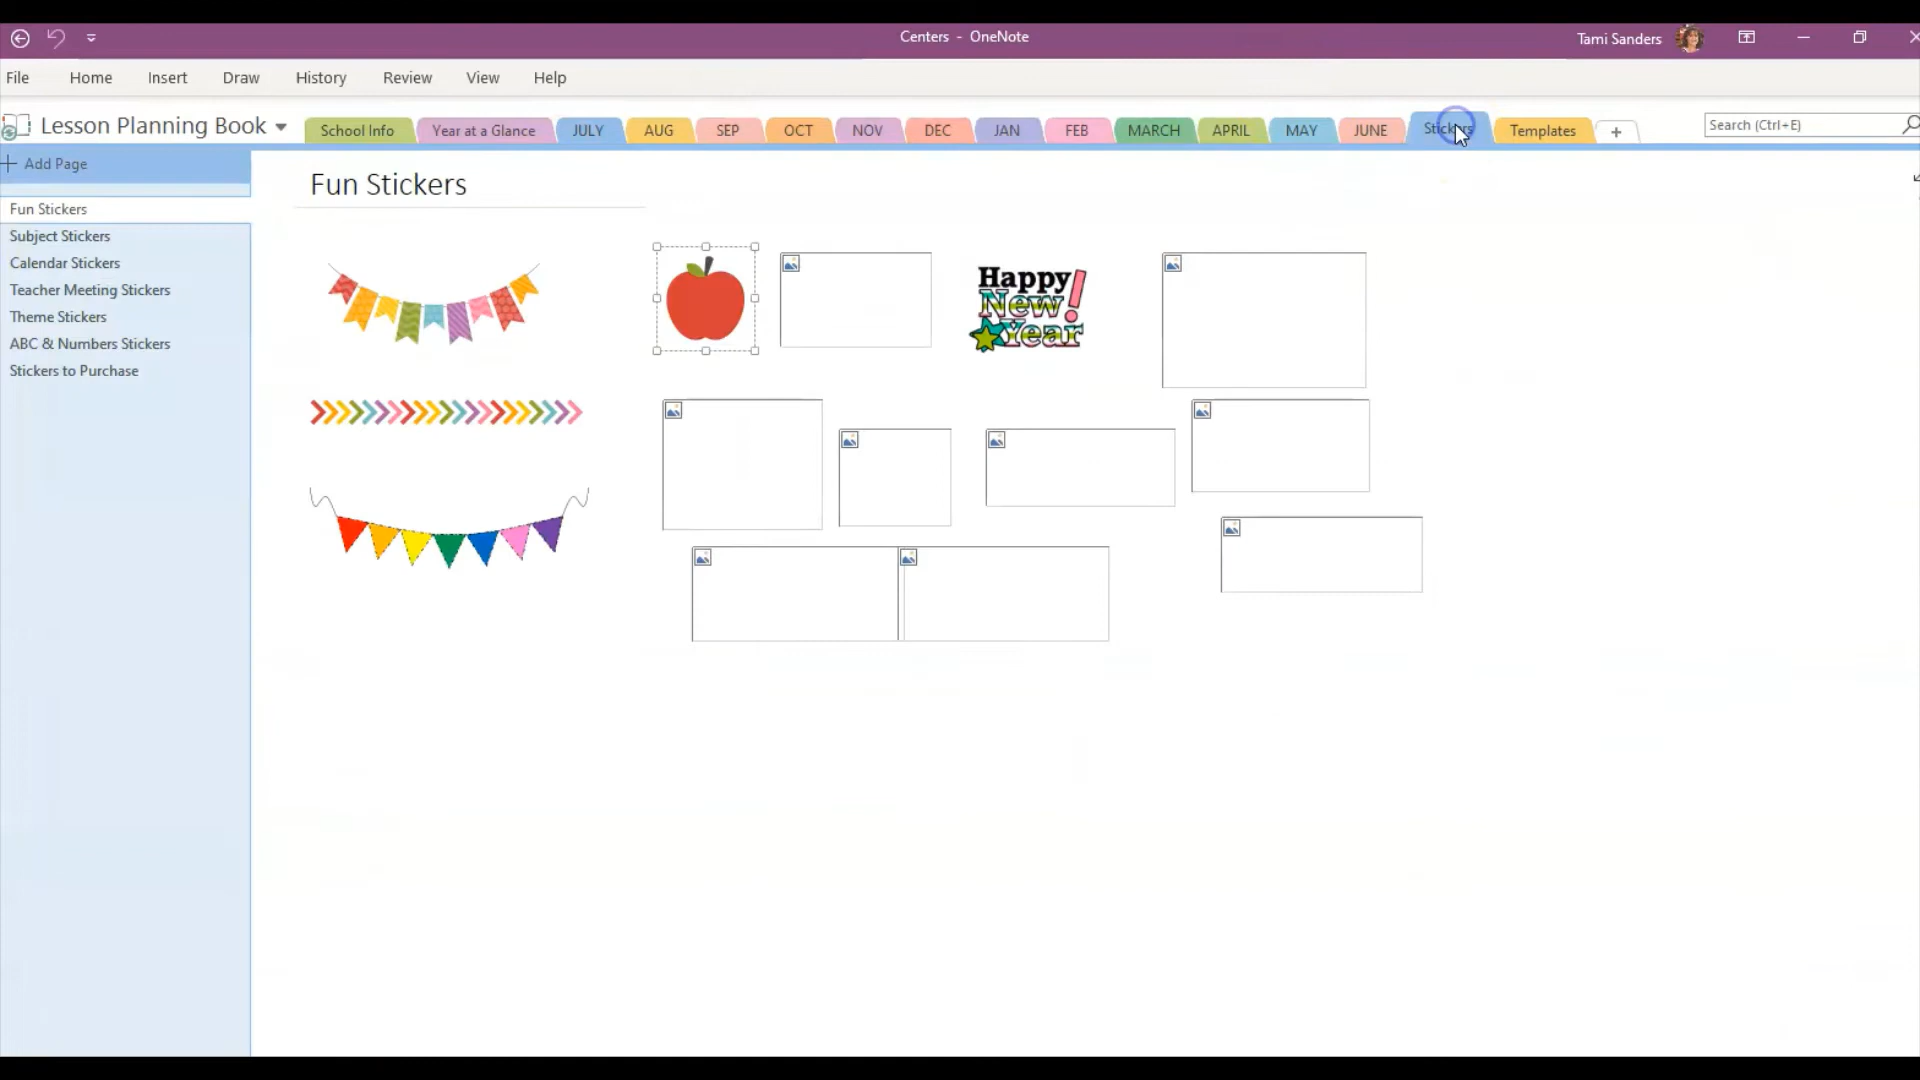 Centers - OneNote
Tami Sanders
File Home Insert Draw History Review View Help
Lesson Planning Book
School Info Year at a Glance JULY AUG SEP OCT NOV DEC JAN FEB MARCH APRIL MAY JUNE Stickers Templates +
Search (Ctrl+E)
Add Page
Fun Stickers
Fun Stickers
Subject Stickers
Calendar Stickers
Teacher Meeting Stickers
Theme Stickers
ABC & Numbers Stickers
Stickers to Purchase
Happy
New
Year!